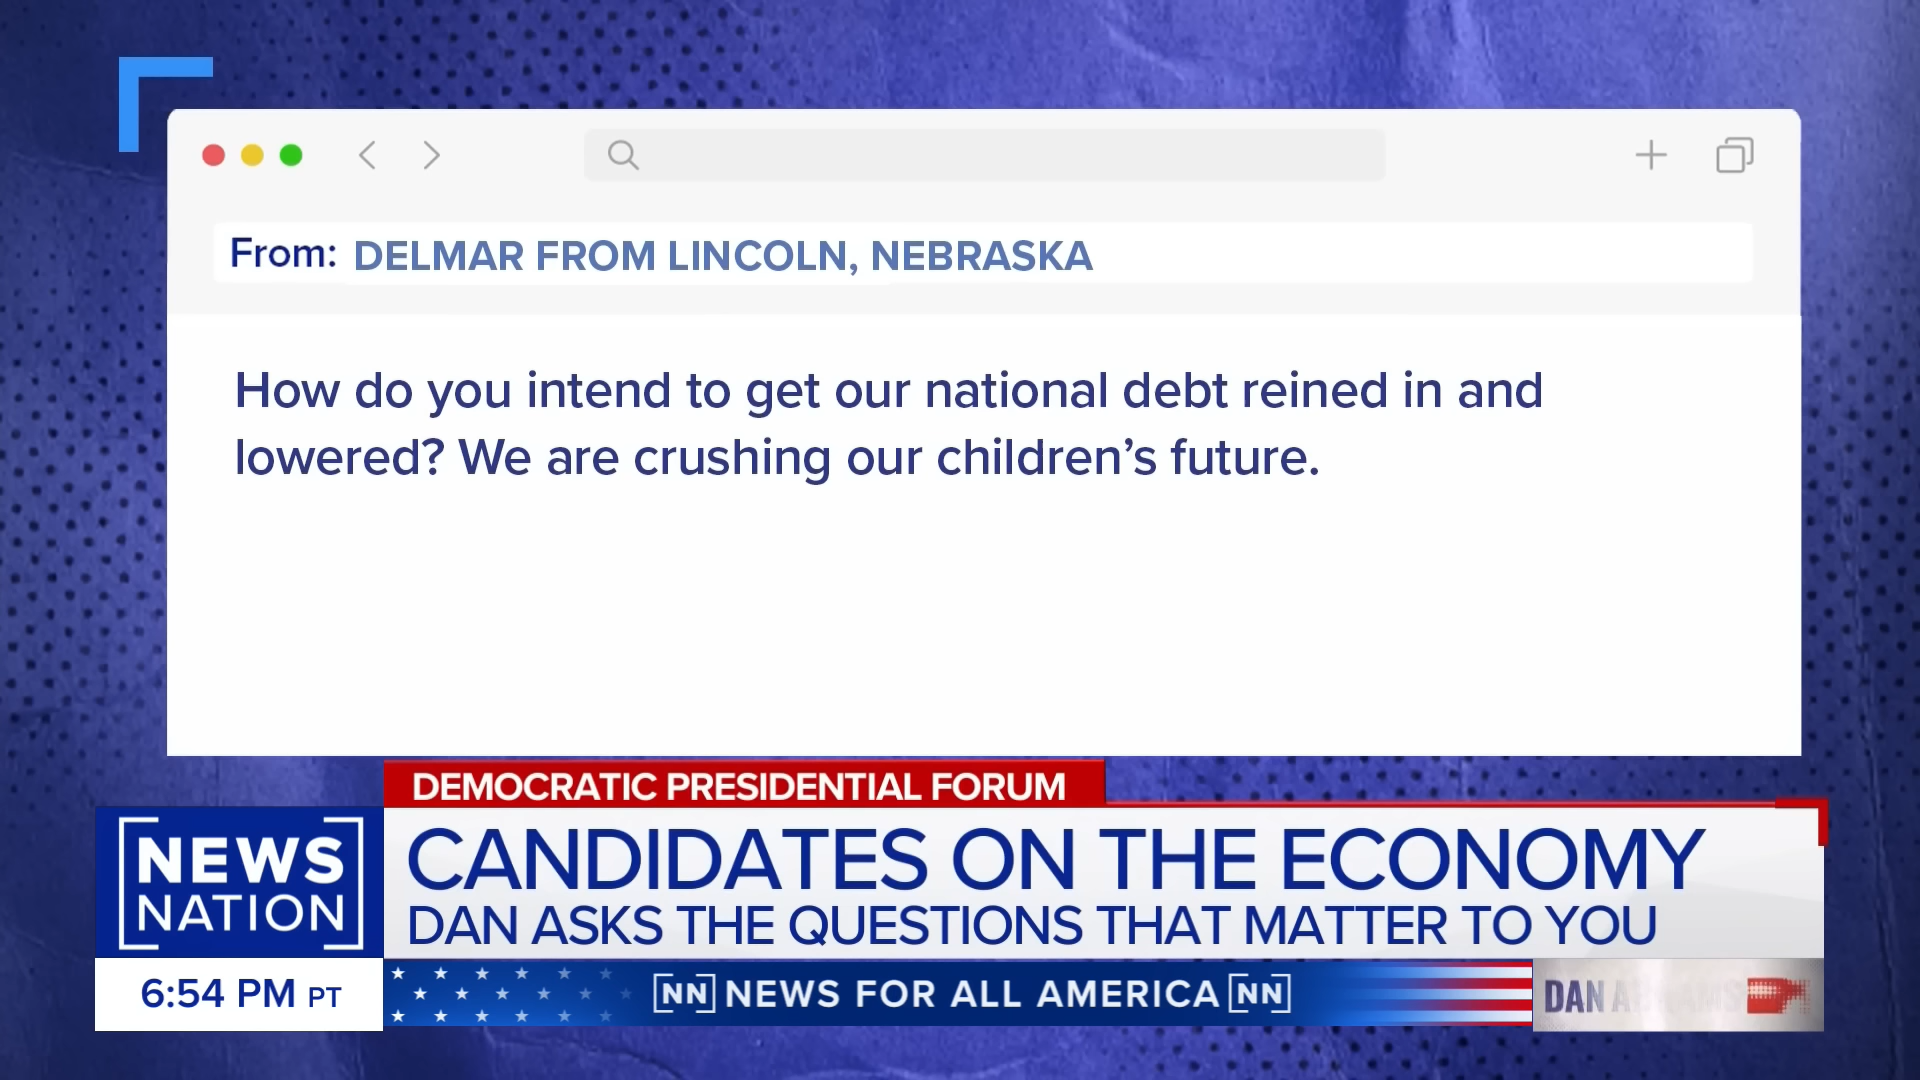 From: DELMAR FROM LINCOLN, NEBRASKA
How do you intend to get our national debt reined in and
lowered? We are crushing our children’s future.
DEMOCRATIC PRESIDENTIAL FORUM
CANDIDATES ON THE ECONOMY
DAN ASKS THE QUESTIONS THAT MATTER TO YOU
NEWS
NATION
6:54 PM PT
NN NEWS FOR ALL AMERICA NN
DAN ABRAMS